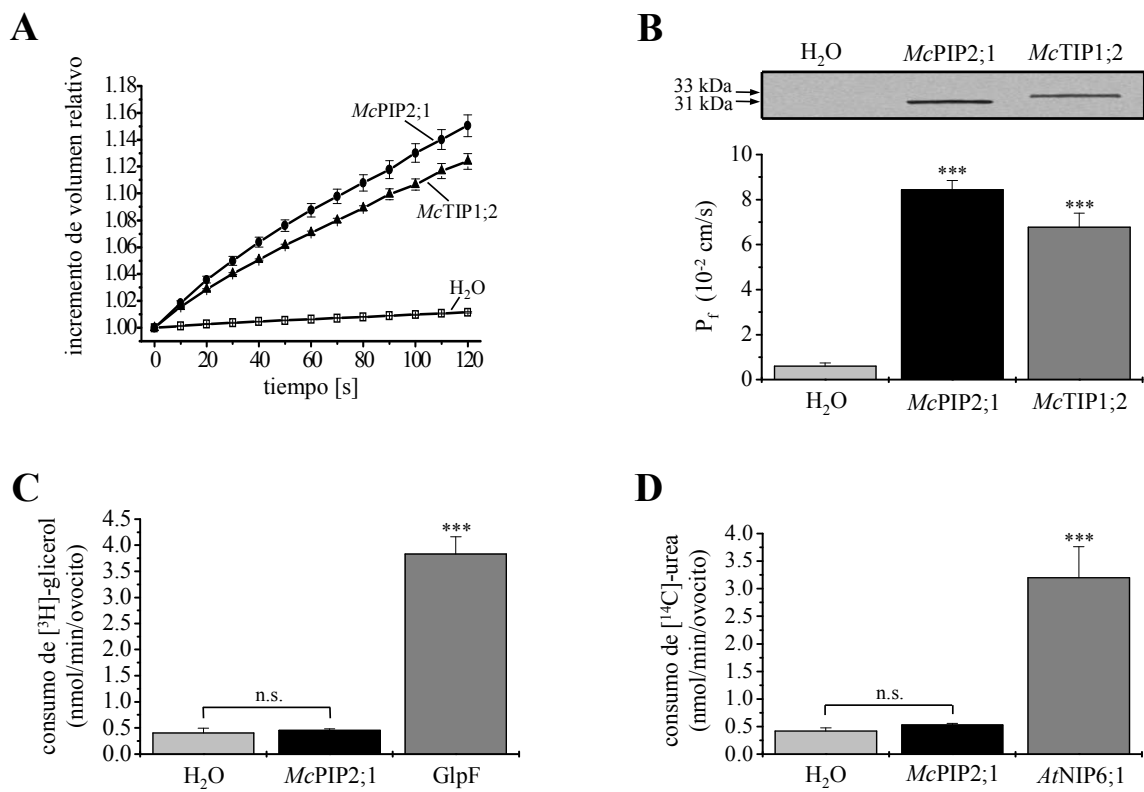 A
incremento de volumen relativo
1.18
1.16
1.14
1.12
1.10
1.08
1.06
1.04
1.02
1.00
McPIP2;1
McTIP1;2
H₂O
0 20 40 60 80 100 120
tiempo [s]
B
H₂O McPIP2;1 McTIP1;2
33 kDa
31 kDa
P_f (10⁻² cm/s)
10
8
6
4
2
0
***
***
H₂O McPIP2;1 McTIP1;2
C
consumo de [³H]-glicerol
(nmol/min/ovocito)
4.5
4.0
3.5
3.0
2.5
2.0
1.5
1.0
0.5
0.0
n.s.
***
H₂O McPIP2;1 GlpF
D
consumo de [¹⁴C]-urea
(nmol/min/ovocito)
4.0
3.5
3.0
2.5
2.0
1.5
1.0
0.5
0.0
n.s.
***
H₂O McPIP2;1 AtNIP6;1